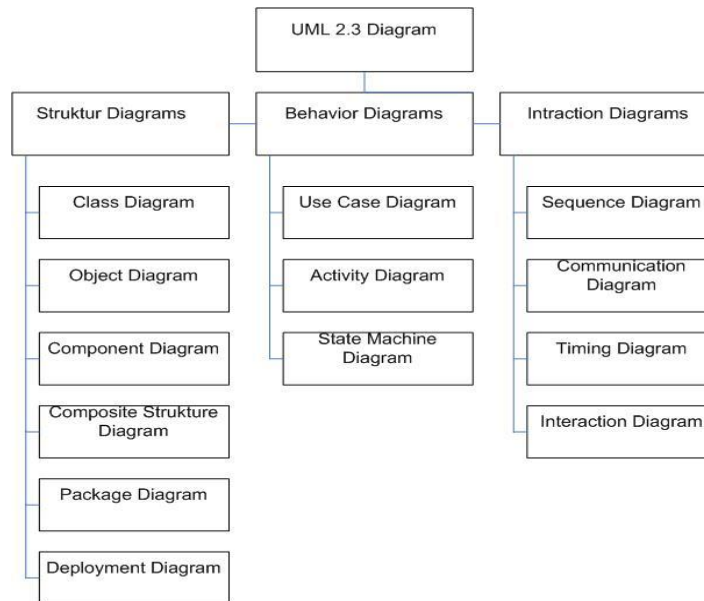 UML 2.3 Diagram
Struktur Diagrams
Behavior Diagrams
Intraction Diagrams
Class Diagram
Use Case Diagram
Sequence Diagram
Object Diagram
Activity Diagram
Communication
Diagram
Component Diagram
State Machine
Diagram
Timing Diagram
Composite Strukture
Diagram
Interaction Diagram
Package Diagram
Deployment Diagram